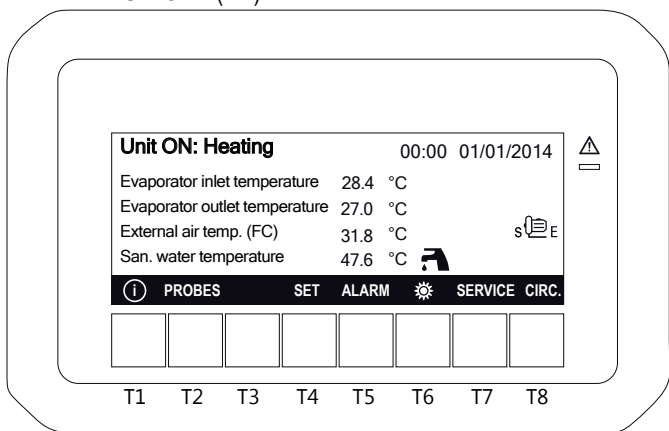 Unit ON: Heating 00:00 01/01/2014
Evaporator inlet temperature 28.4 °C
Evaporator outlet temperature 27.0 °C
External air temp. (FC) 31.8 °C S E
San. water temperature 47.6 °C
i PROBES SET ALARM SERVICE CIRC.
T1 T2 T3 T4 T5 T6 T7 T8